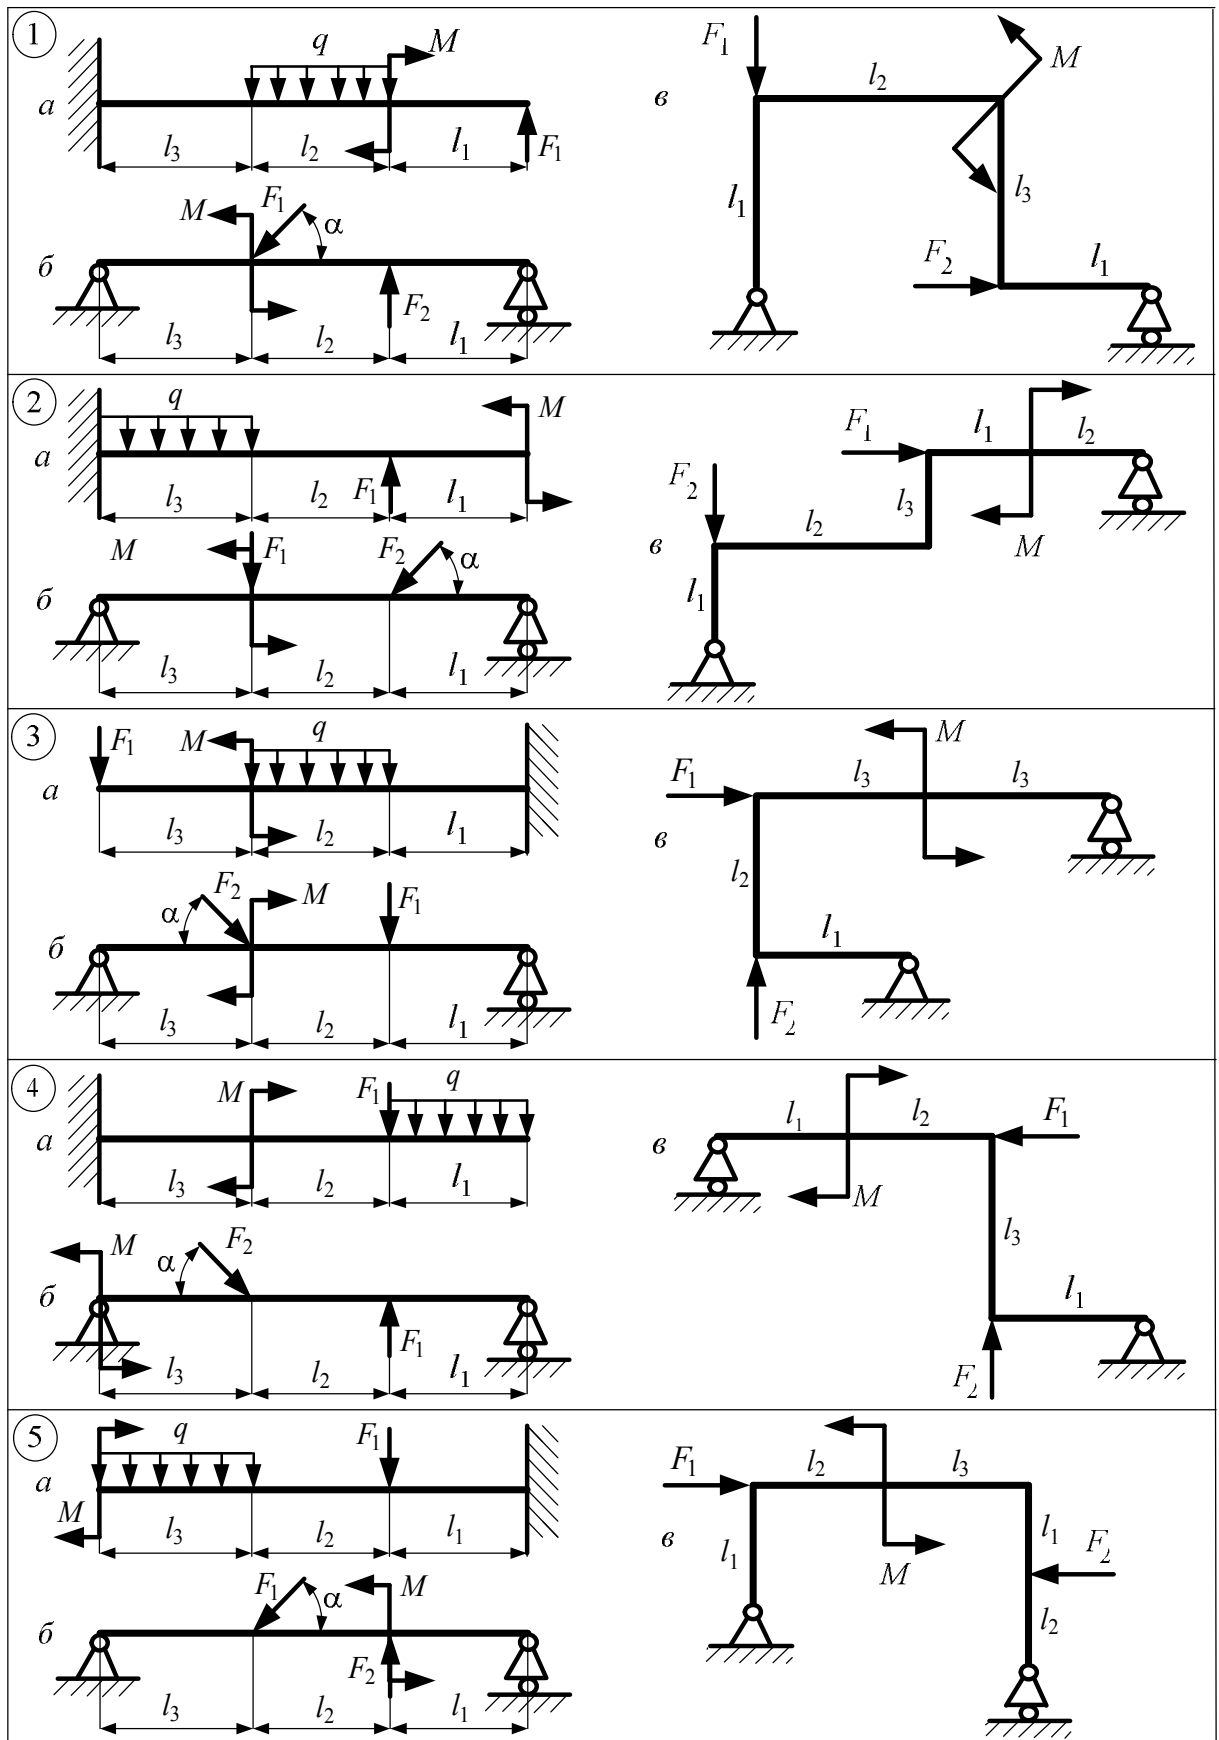 1
q M
а
l3 l2 l1 F1
M F1 α
б
F2
l3 l2 l1
F1 l2 M
в
l1 l3
F2 l1
2
q M
а
l3 l2 F1 l1
M F1 F2 α
б
l3 l2 l1
F1 l1 l2
F2 l3
в l2 M
l1
3
F1 M q
а
l3 l2 l1
α F2 M F1
б
l3 l2 l1
M
F1 l3 l3
в
l2
l1
F2
4
M F1 q
а
l3 l2 l1
M α F2
б
F1
l3 l2 l1
l1 l2 F1
в
M
l3
l1
F2
5
q F1
а
M
l3 l2 l1
F1 α M
б
F2
l3 l2 l1
F1 l2 l3
в
l1 M l1 F2
l2